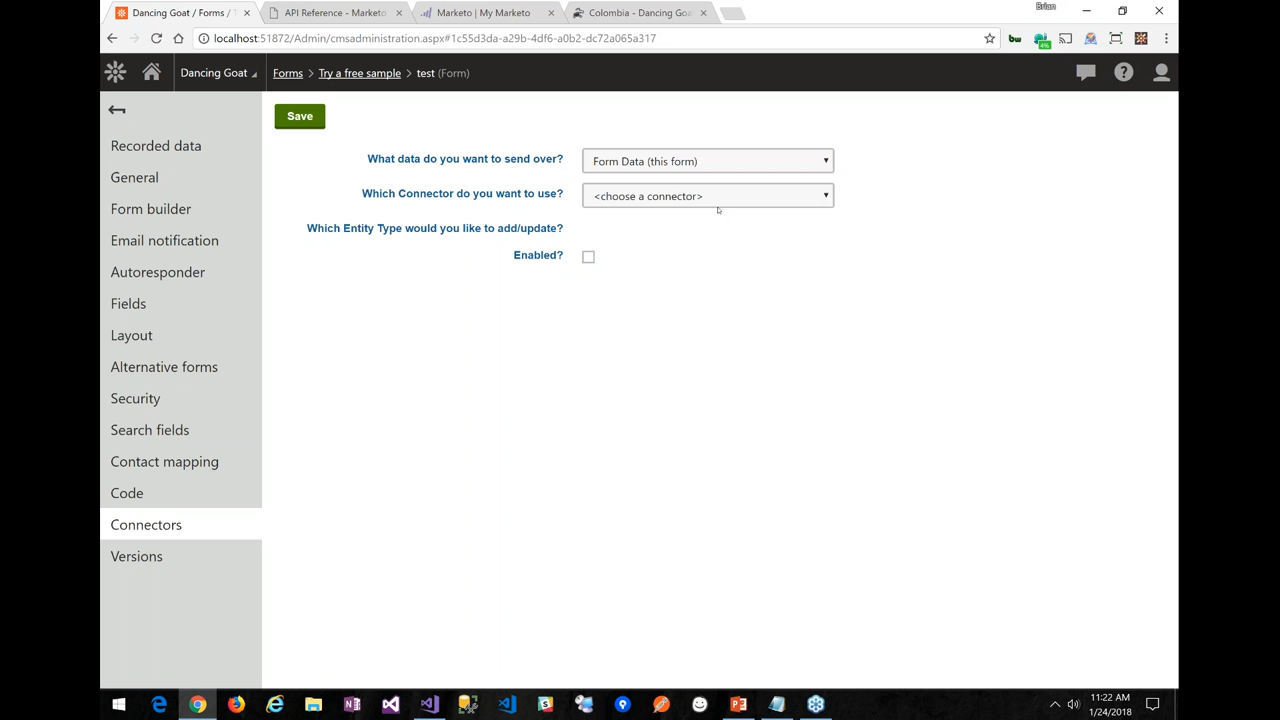 Dancing Goat / Forms / T
API Reference - Marketo
Marketo | My Marketo
Colombia - Dancing Goa
Brian
localhost:51872/Admin/cmsadministration.aspx#1c55d3da-a29b-4df6-a0b2-dc72a065a317
4%
Dancing Goat
Forms > Try a free sample > test (Form)
Save
Recorded data
General
Form builder
Email notification
Autoresponder
Fields
Layout
Alternative forms
Security
Search fields
Contact mapping
Code
Connectors
Versions
What data do you want to send over?
Form Data (this form)
Which Connector do you want to use?
<choose a connector>
Which Entity Type would you like to add/update?
Enabled?
11:22 AM
1/24/2018